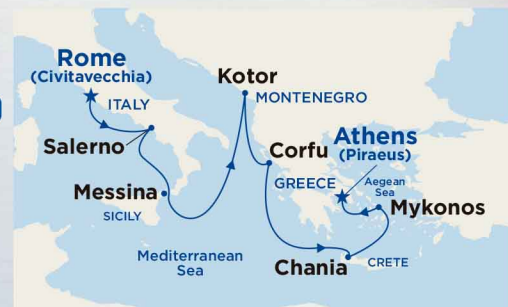 Rome
(Civitavecchia)
ITALY
Kotor
MONTENEGRO
Salerno
Athens
(Piraeus)
Corfu
GREECE
Aegean
Sea
Messina
Mykonos
SICILY
Mediterranean
Sea
Chania
CRETE